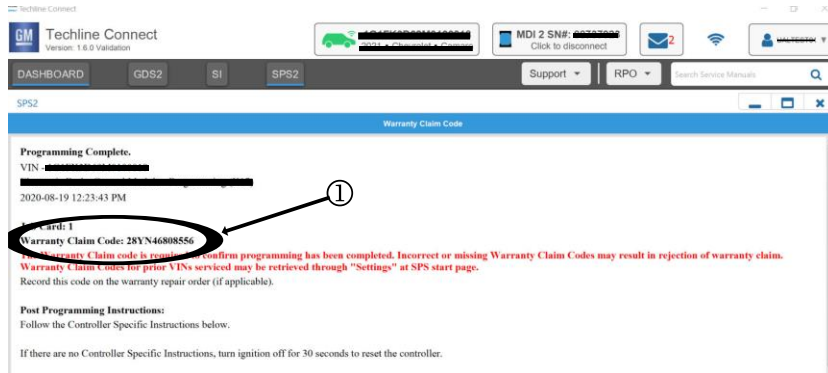 Techline Connect
GM
Techline Connect
Version: 1.6.0 Validation
2021 • Chevrolet • Camaro
MDI 2 SN#:
Click to disconnect
2
DASHBOARD
GDS2
SI
SPS2
Support
RPO
Search Service Manuals
SPS2
Warranty Claim Code
Programming Complete.
VIN -
2020-08-19 12:23:43 PM
1
Card: 1
Warranty Claim Code: 28YN46808556
The Warranty Claim code is required to confirm programming has been completed. Incorrect or missing Warranty Claim Codes may result in rejection of warranty claim.
Warranty Claim Codes for prior VINs serviced may be retrieved through "Settings" at SPS start page.
Record this code on the warranty repair order (if applicable).
Post Programming Instructions:
Follow the Controller Specific Instructions below.
If there are no Controller Specific Instructions, turn ignition off for 30 seconds to reset the controller.